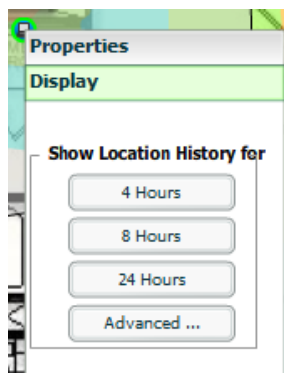 Properties
Display
Show Location History for
4 Hours
8 Hours
24 Hours
Advanced ...